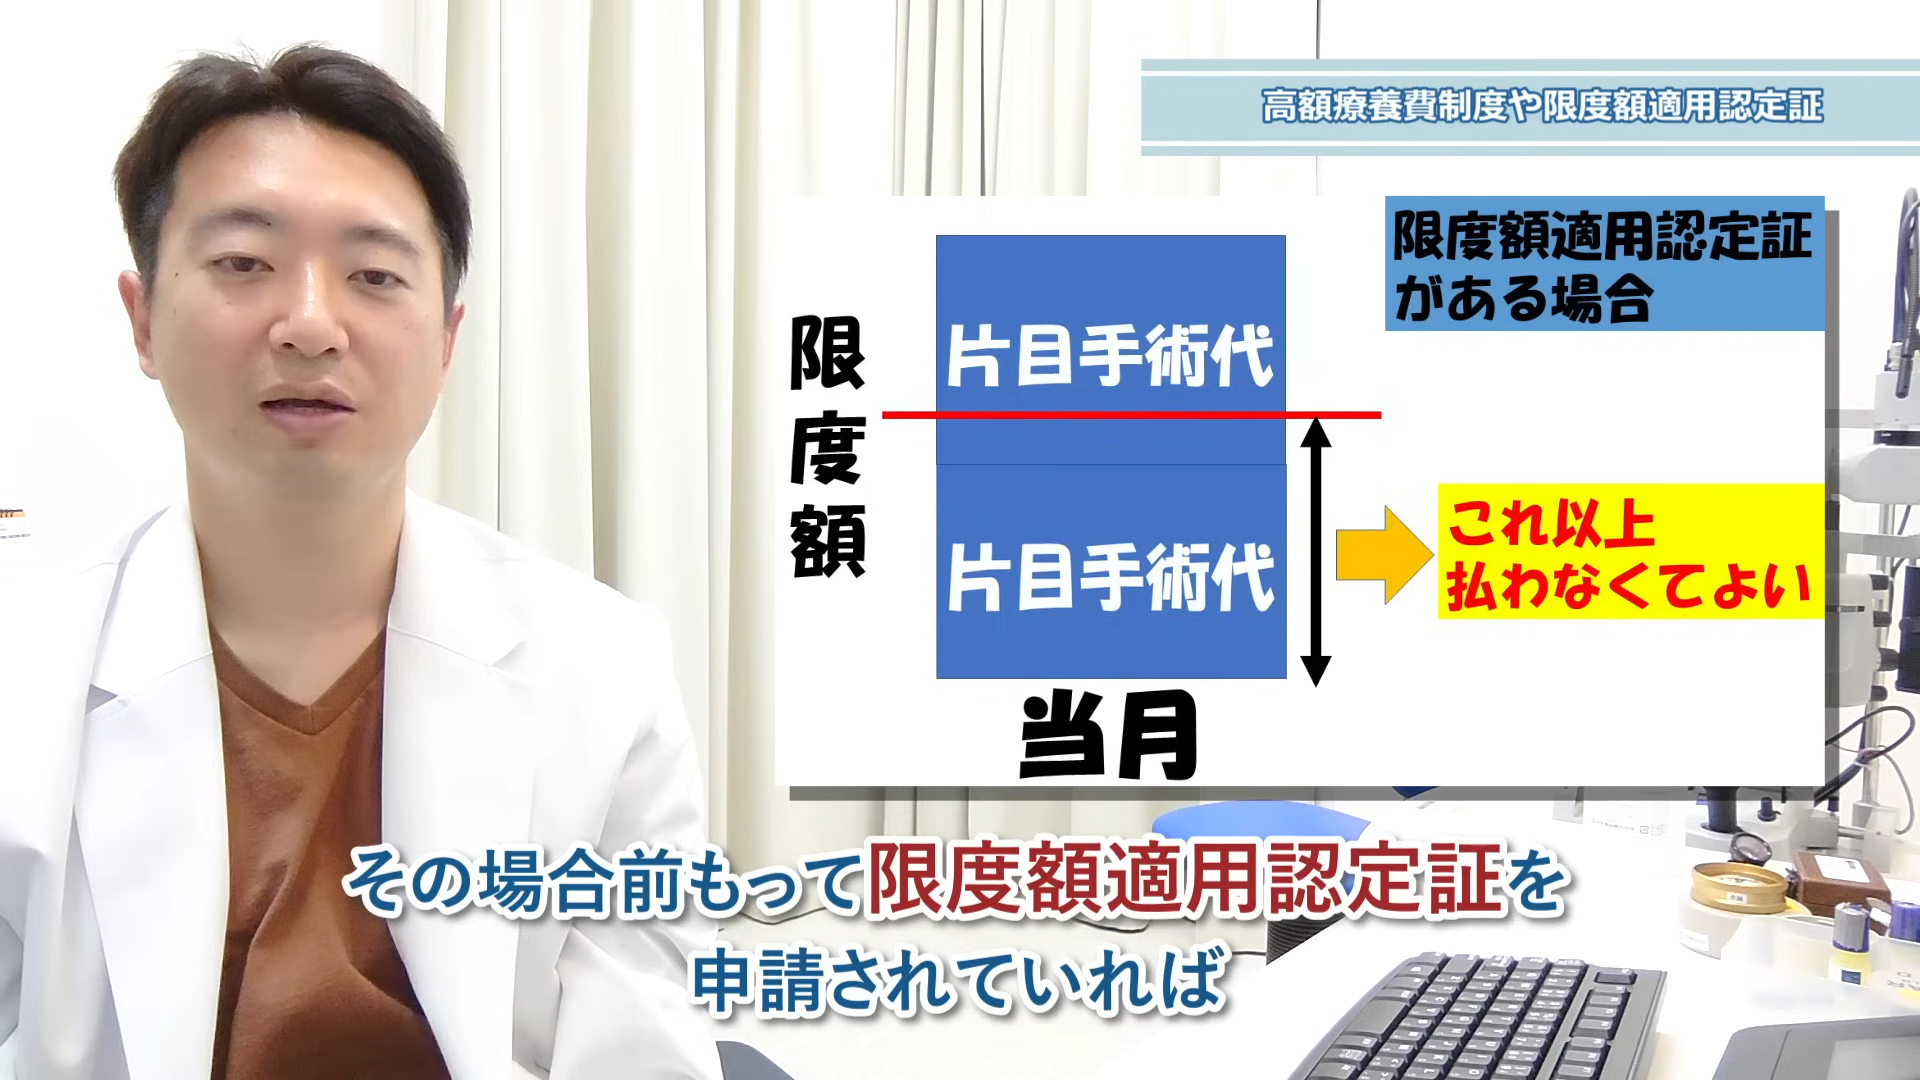 高額療養費制度や限度額適用認定証
限度額適用認定証
がある場合
限度額
片目手術代
片目手術代
これ以上
払わなくてよい
当月
その場合前もって限度額適用認定証を
申請されていれば